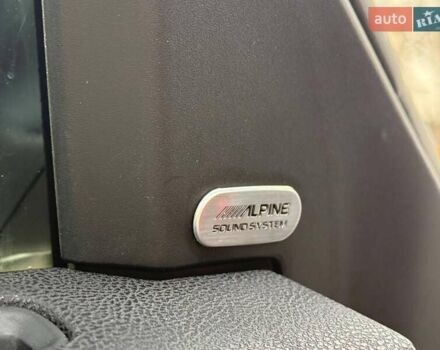 auto RIA
ALPINE
SOUND SYSTEM